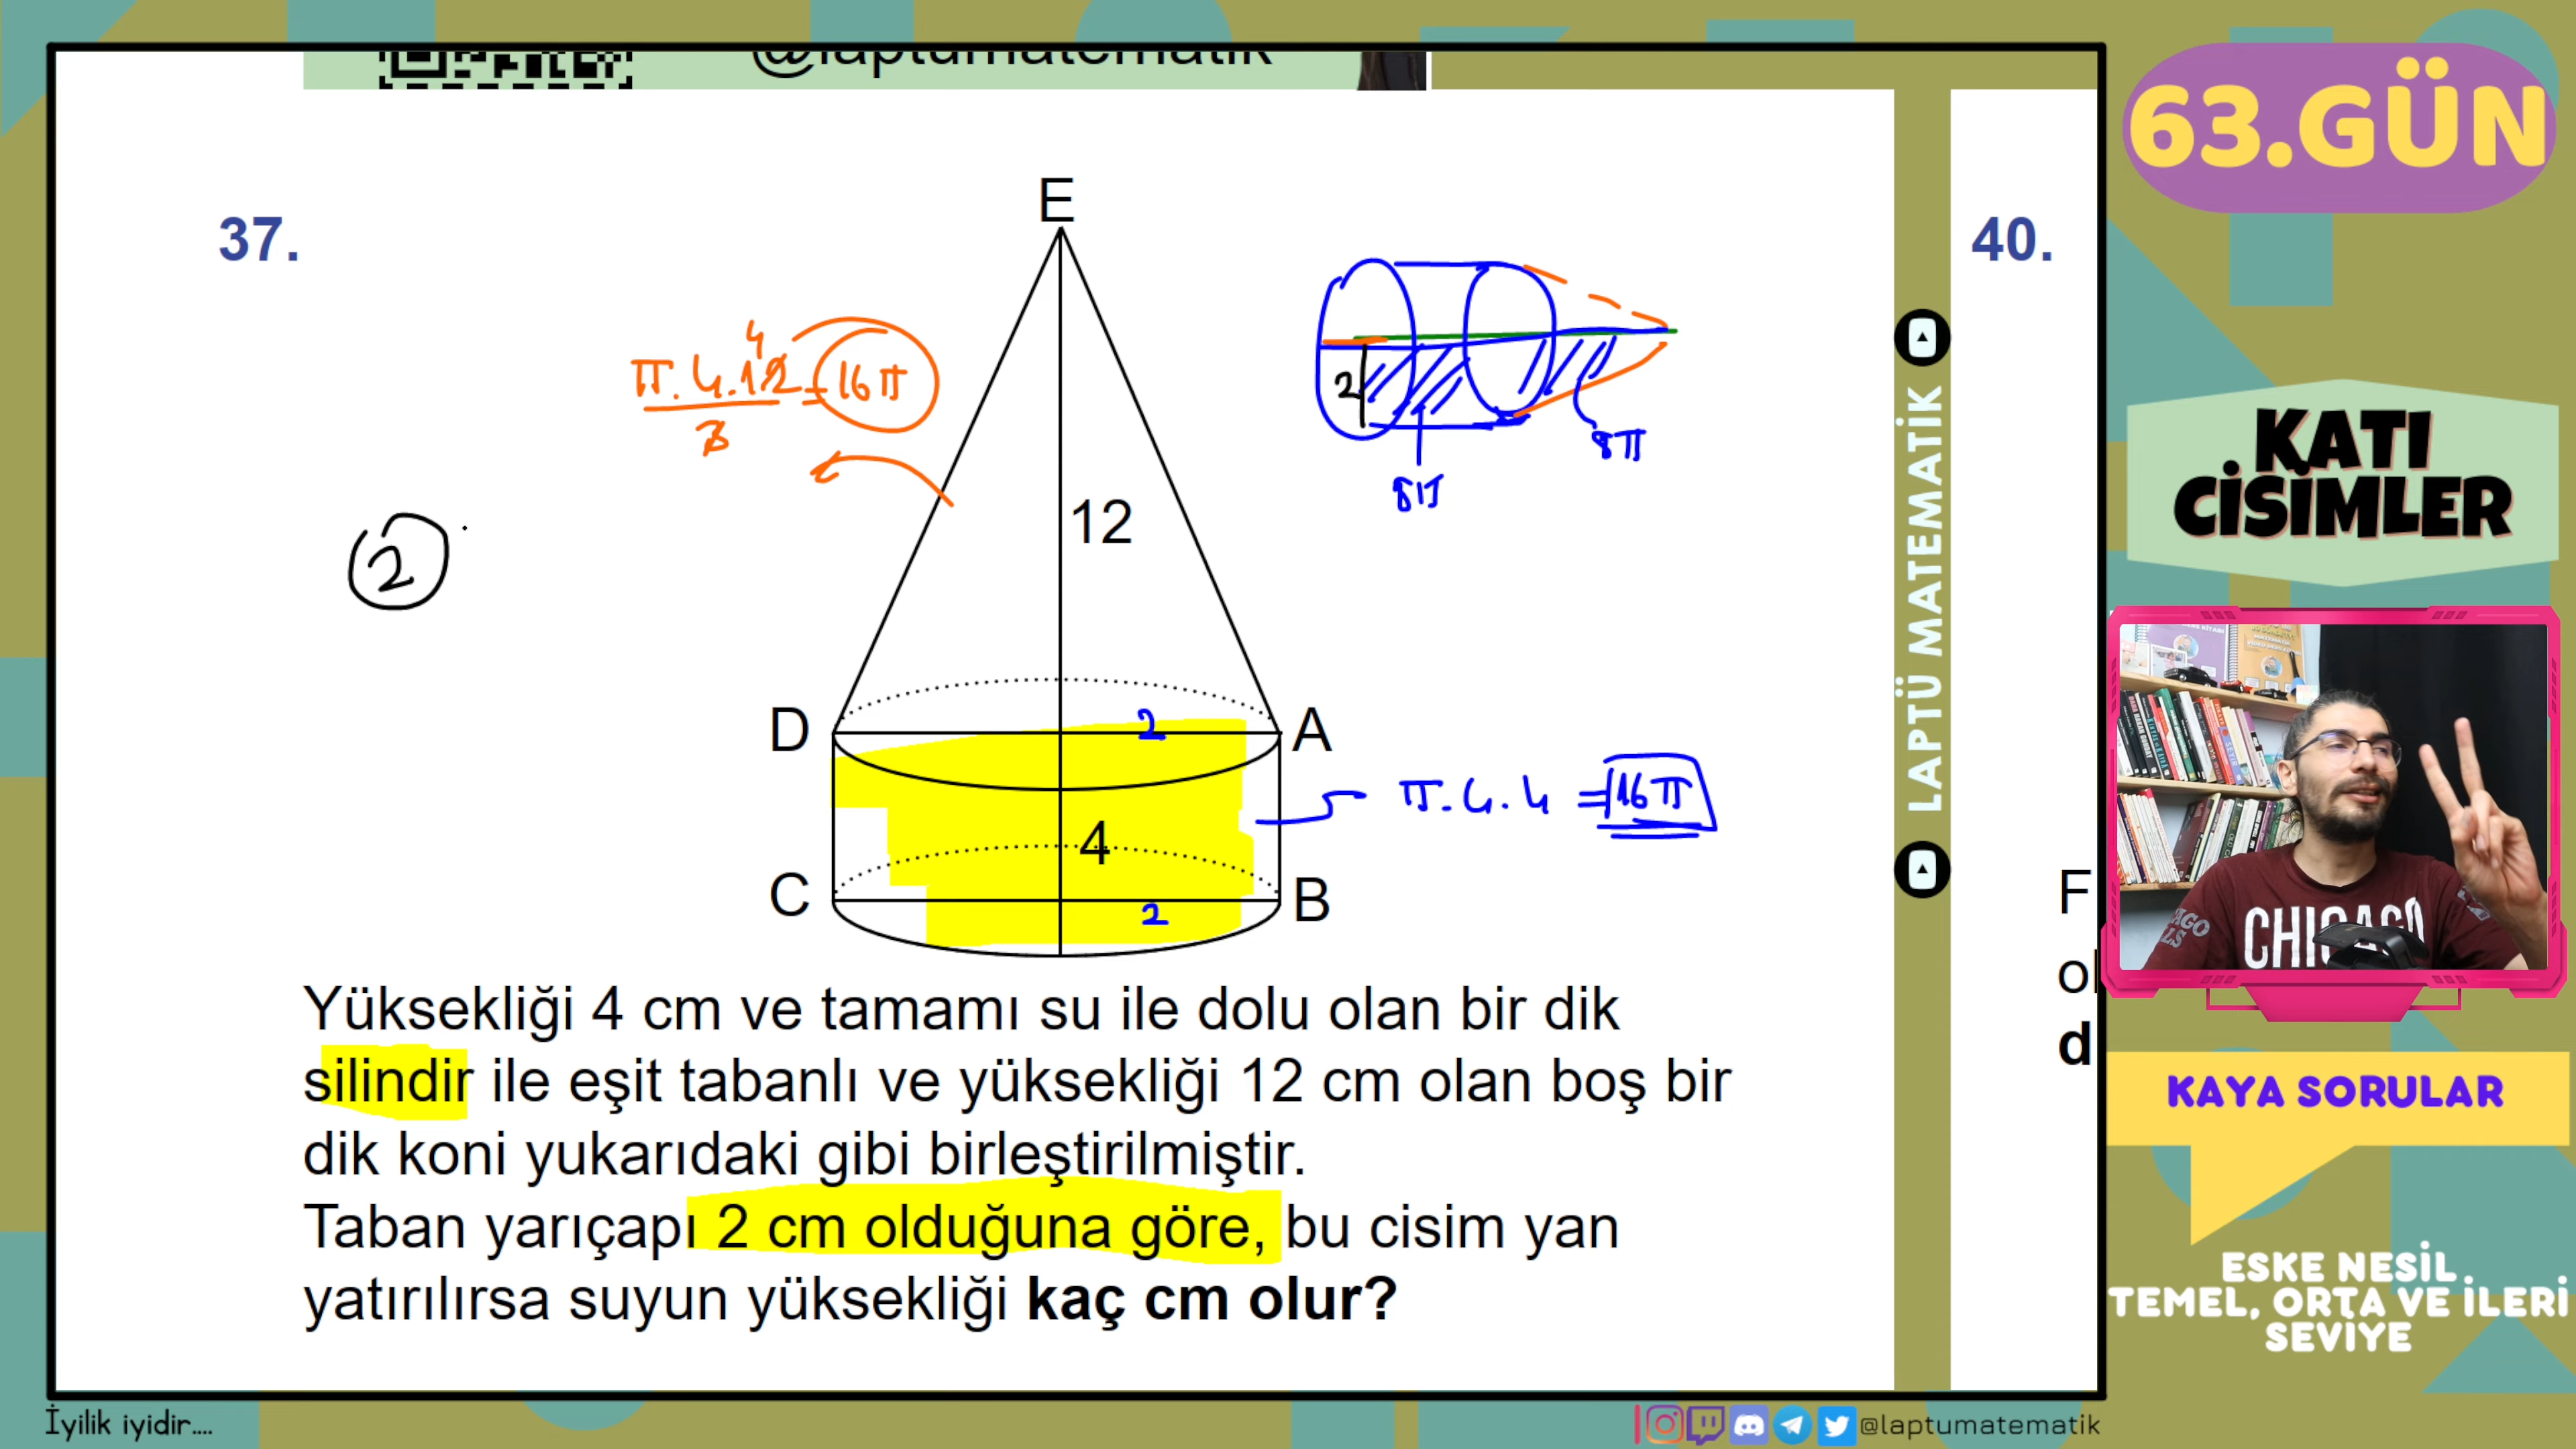 @laptumatematik
63.GÜN
37.
40.
E
4
π.4.12 = 16π
3
12
2
8π
8π
2
D
2
A
π.4.4 = 16π
4
C
2
B
LAPTÜ MATEMATİK
KATI
CİSİMLER
CHICAGO
F
ol
d
Yüksekliği 4 cm ve tamamı su ile dolu olan bir dik
silindir ile eşit tabanlı ve yüksekliği 12 cm olan boş bir
dik koni yukarıdaki gibi birleştirilmiştir.
Taban yarıçapı 2 cm olduğuna göre, bu cisim yan
yatırılırsa suyun yüksekliği kaç cm olur?
KAYA SORULAR
ESKE NESİL
TEMEL, ORTA VE İLERİ
SEVİYE
İyilik iyidir....
@laptumatematik